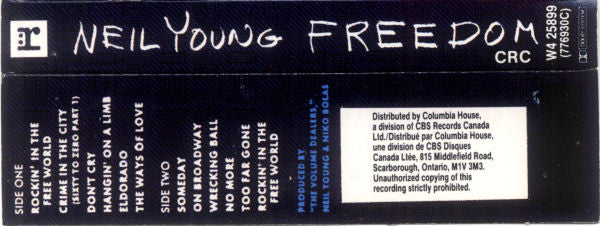 r
NEIL YOUNG FREEDOM
CRC
W4 25899
(776930C)
DOLBY SYSTEM
SIDE ONE
ROCKIN' IN THE
FREE WORLD
CRIME IN THE CITY
(SIXTY TO ZERO PART 1)
DON'T CRY
HANGIN' ON A LIMB
ELDORADO
THE WAYS OF LOVE
SIDE TWO
SOMEDAY
ON BROADWAY
WRECKING BALL
NO MORE
TOO FAR GONE
ROCKIN' IN THE
FREE WORLD
PRODUCED BY
"THE VOLUME DEALERS,"
NEIL YOUNG & NIKO BOLAS
Distributed by Columbia House,
a division of CBS Records Canada
Ltd./Distribué par Columbia House,
une division de CBS Disques
Canada Ltée, 815 Middlefield Road,
Scarborough, Ontario, M1V 3M3.
Unauthorized copying of this
recording strictly prohibited.